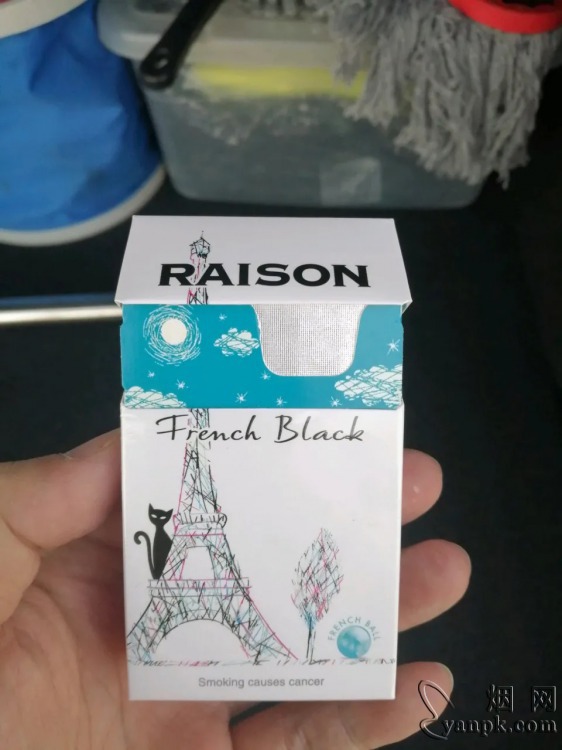 RAISON
French Black
FRENCH BALL
Smoking causes cancer
烟网
yanpk.com